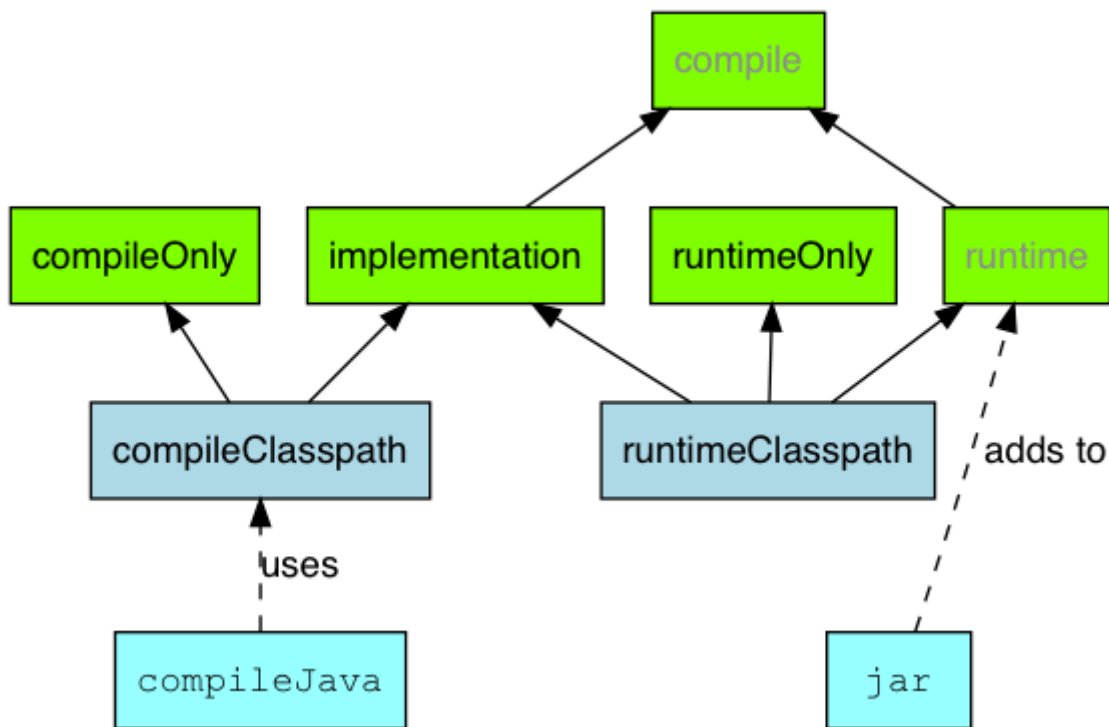 compile
compileOnly
implementation
runtimeOnly
runtime
compileClasspath
runtimeClasspath
adds to
uses
compileJava
jar